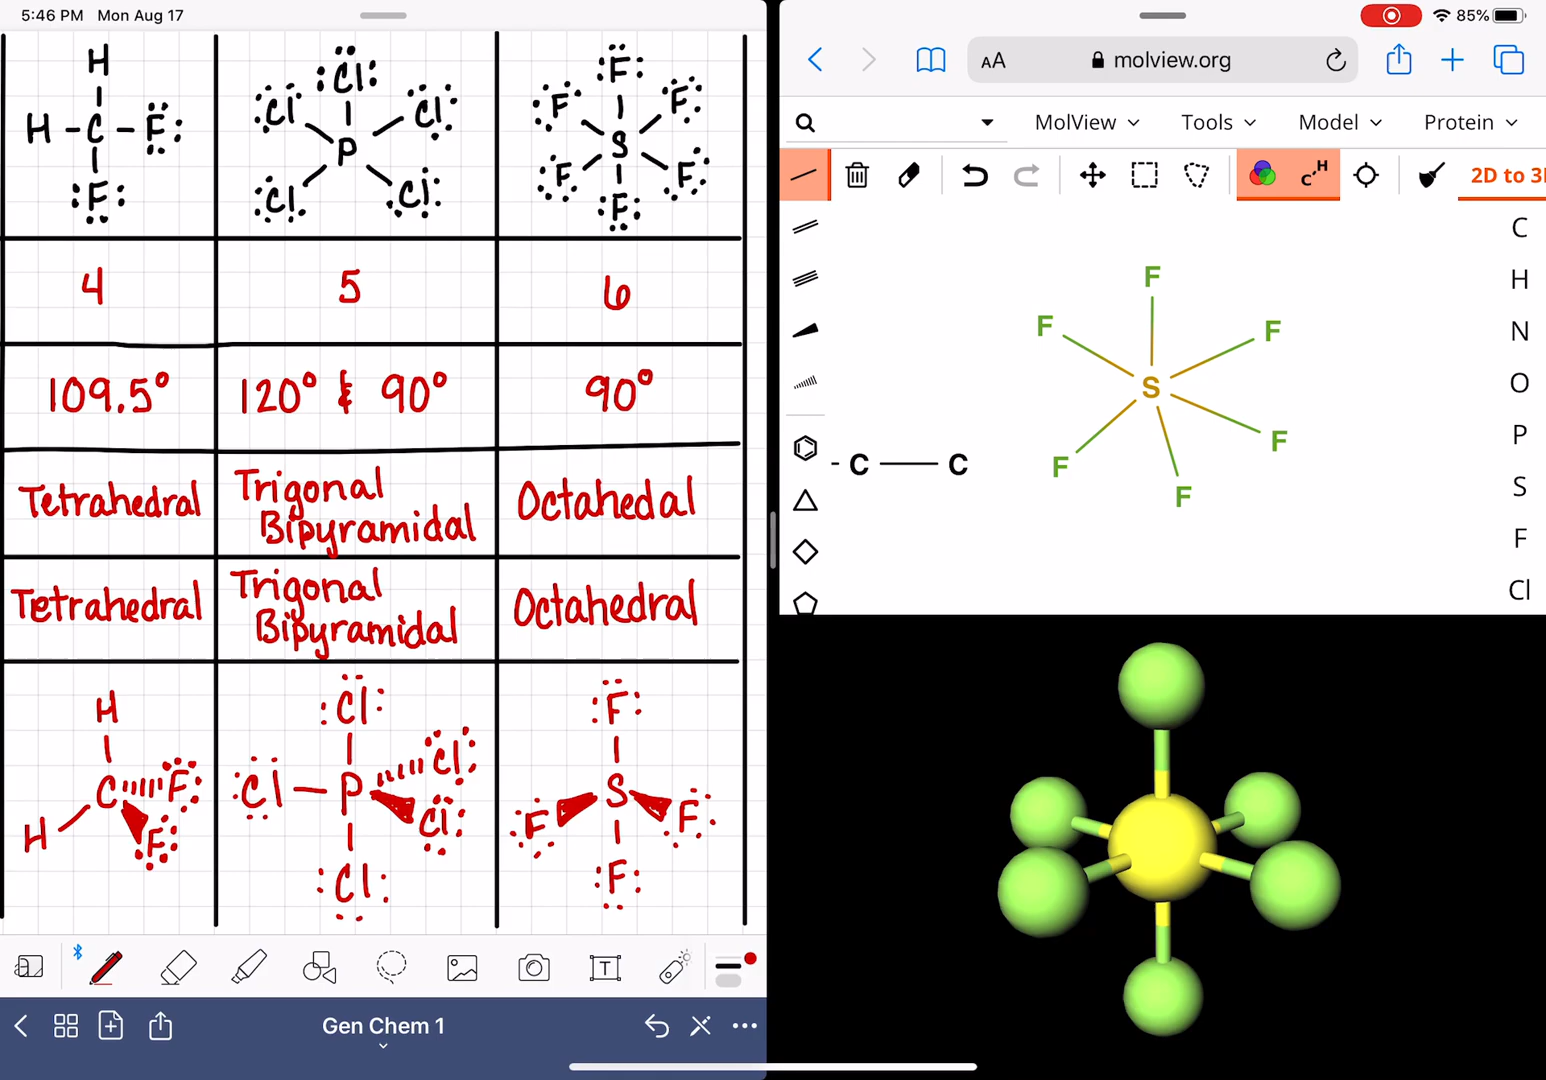 5:46 PM Mon Aug 17
85%
AA
molview.org
MolView
Tools
Model
Protein
C H
2D to 3
H
H - C - F
F
Cl
Cl Cl
P
Cl Cl
F
F F
S
F F
F
4
5
6
109.5°
120° & 90°
90°
Tetrahedral
Trigonal
Bipyramidal
Octahedal
Tetrahedral
Trigonal
Bipyramidal
Octahedral
H
C F
H F
Cl
Cl - P Cl
Cl
Cl
F
S
F F
F
F
F F
S
F F
F
- C — C
C
H
N
O
P
S
F
Cl
T
Gen Chem 1